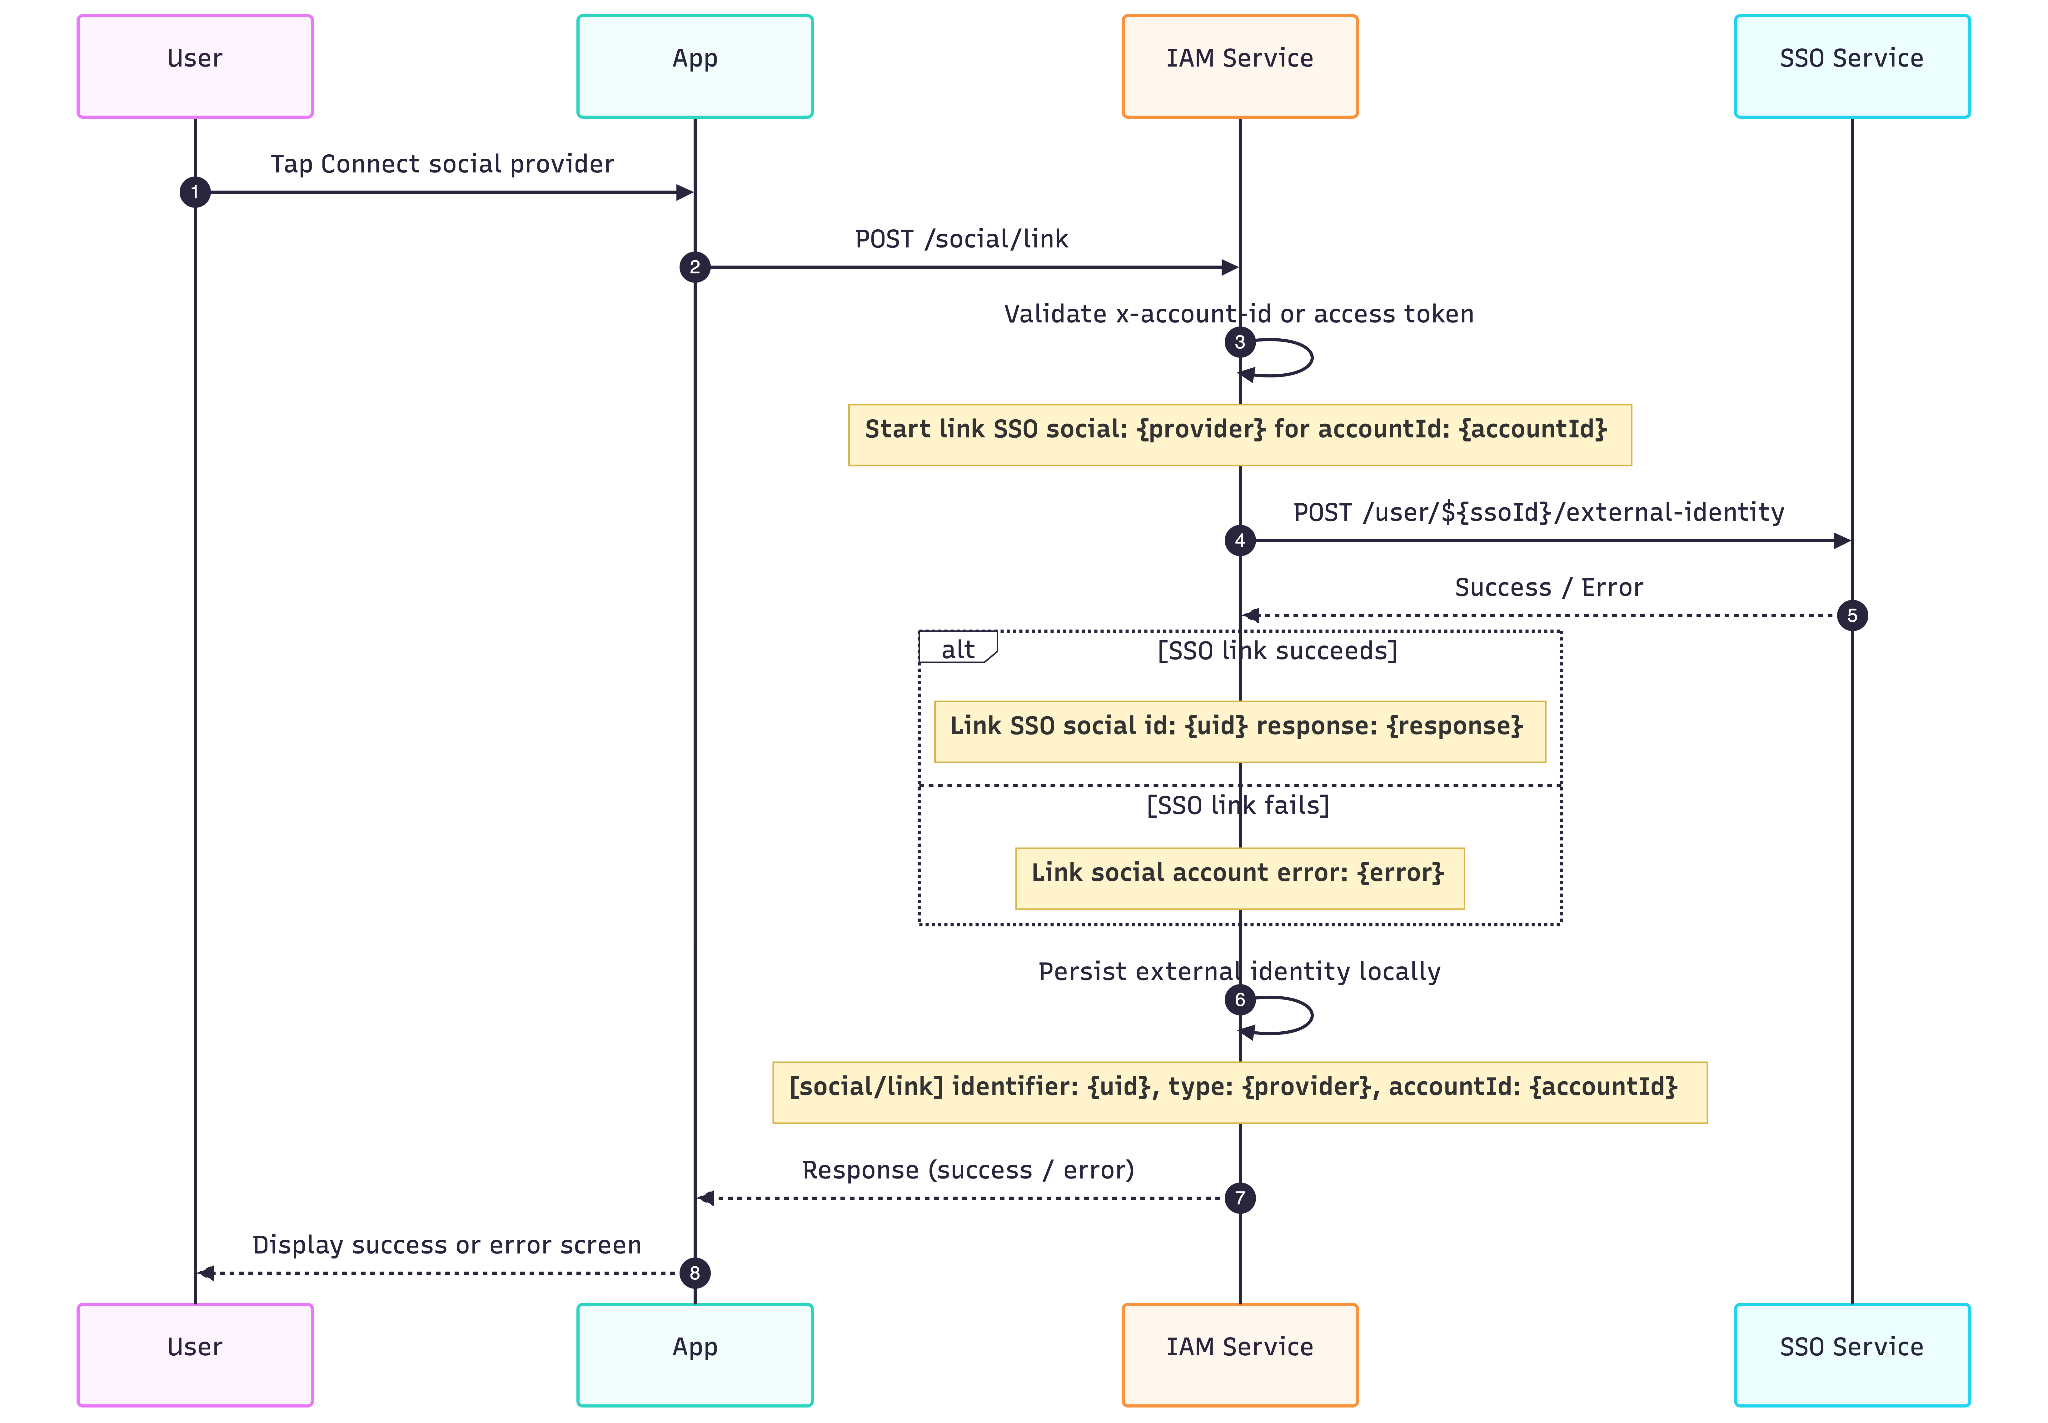 User
App
IAM Service
SSO Service
Tap Connect social provider
1
POST /social/link
2
Validate x-account-id or access token
3
Start link SSO social: {provider} for accountId: {accountId}
POST /user/${ssoId}/external-identity
4
Success / Error
5
alt
[SSO link succeeds]
Link SSO social id: {uid} response: {response}
[SSO link fails]
Link social account error: {error}
Persist external identity locally
6
[social/link] identifier: {uid}, type: {provider}, accountId: {accountId}
Response (success / error)
7
Display success or error screen
8
User
App
IAM Service
SSO Service